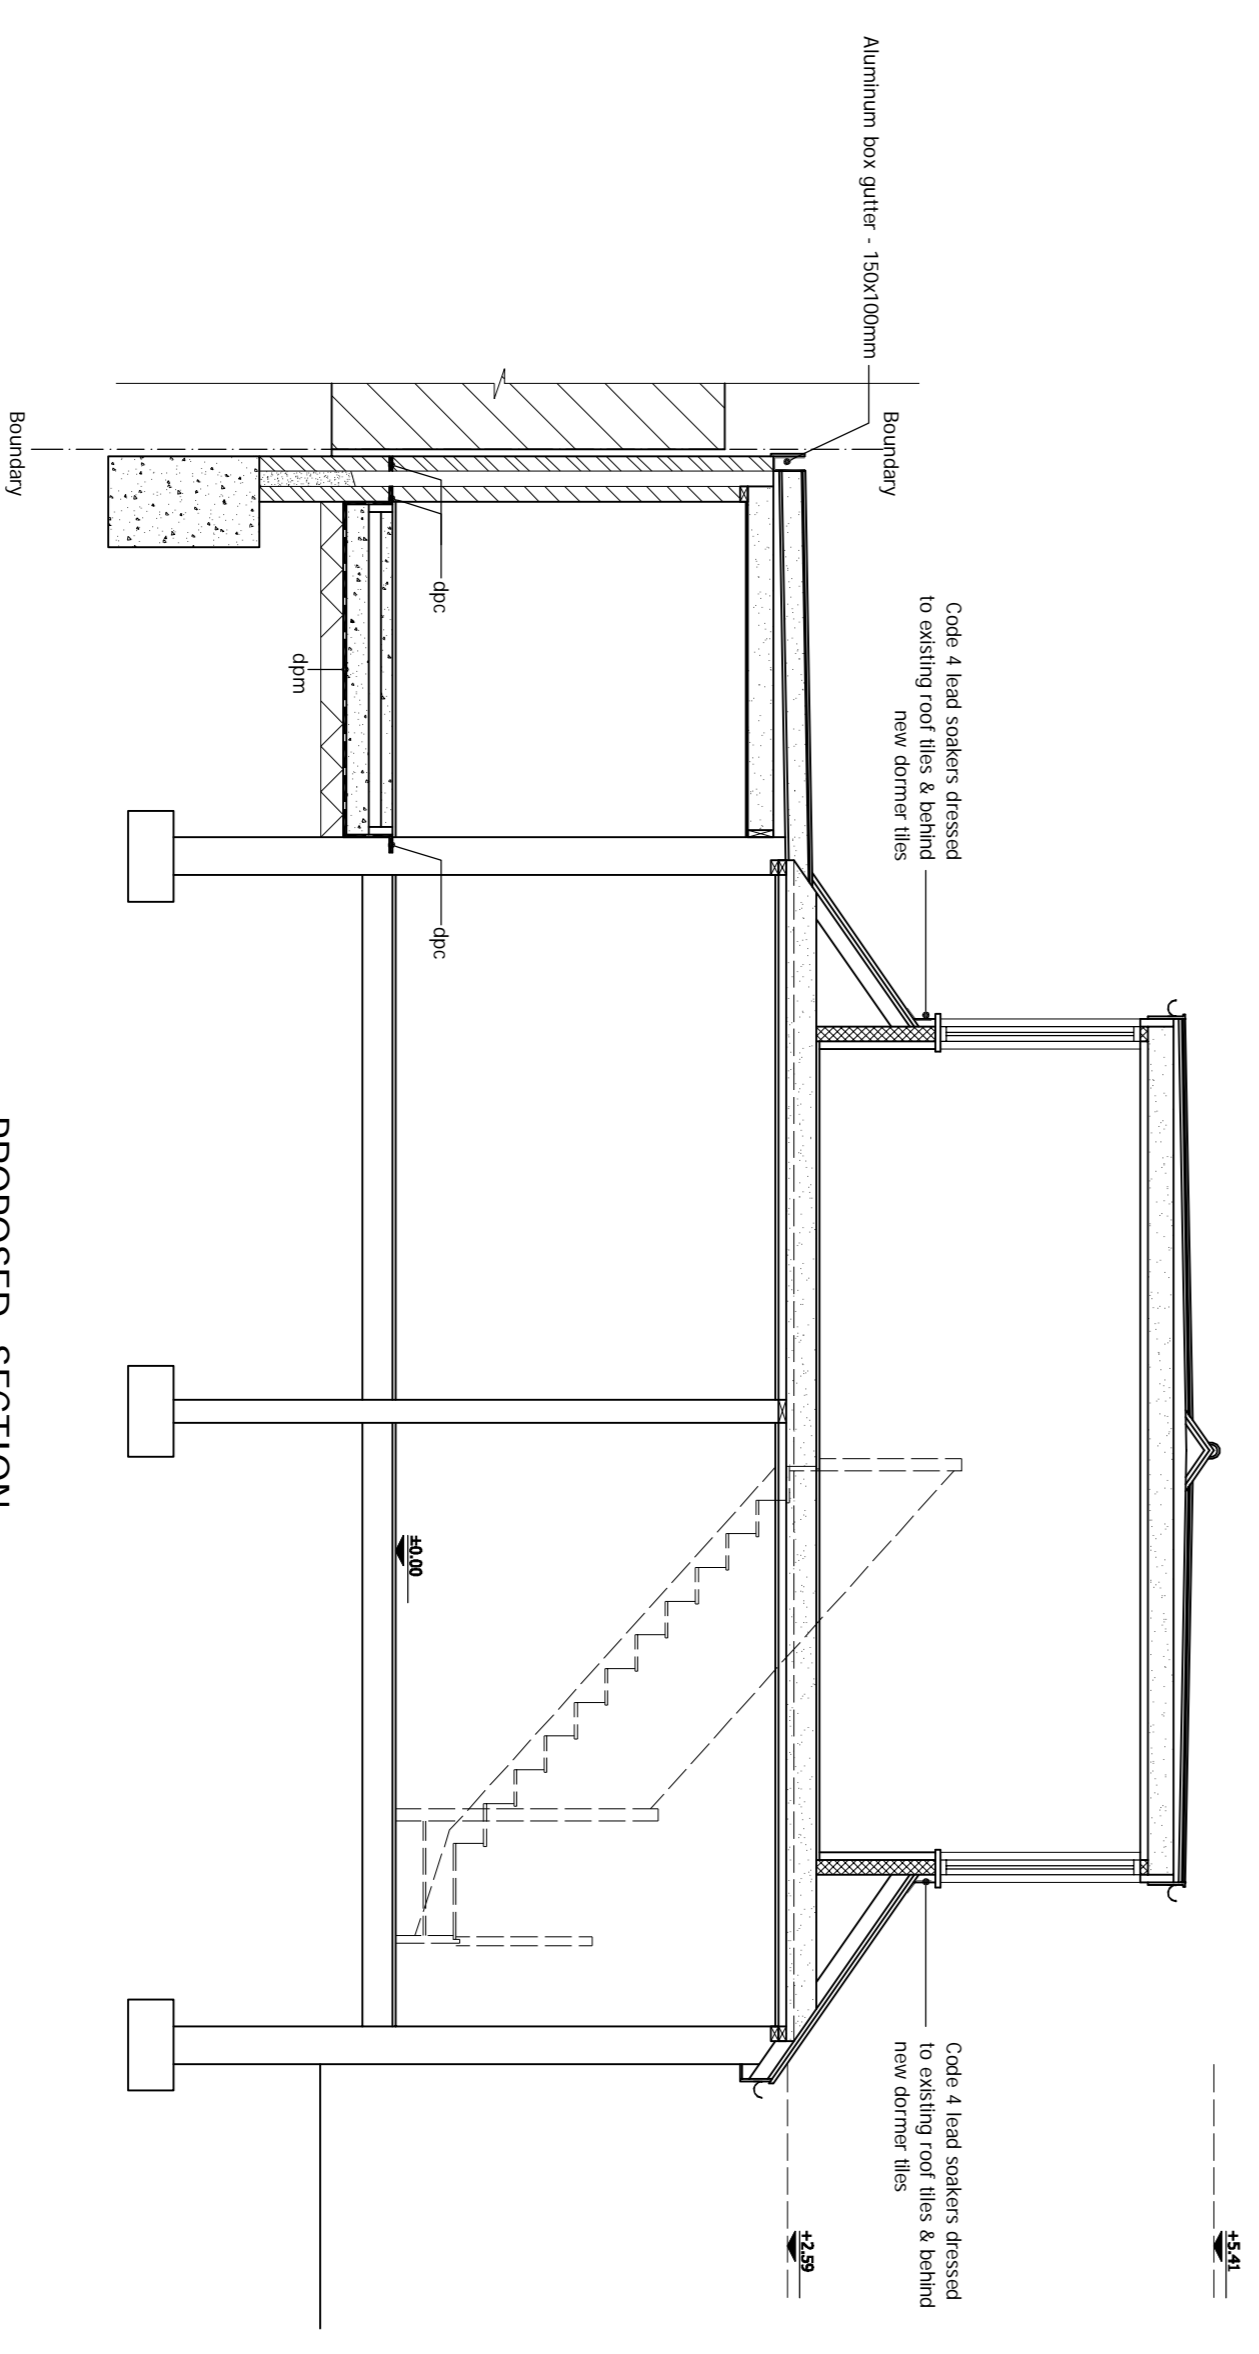 +5.41
Code 4 lead soakers dressed
to existing roof tiles & behind
new dormer tiles
Code 4 lead soakers dressed
to existing roof tiles & behind
new dormer tiles
Aluminum box gutter - 150x100mm
Boundary
+2.59
dpc
dpc
±0.00
dpm
Boundary
PROPOSED SECTION